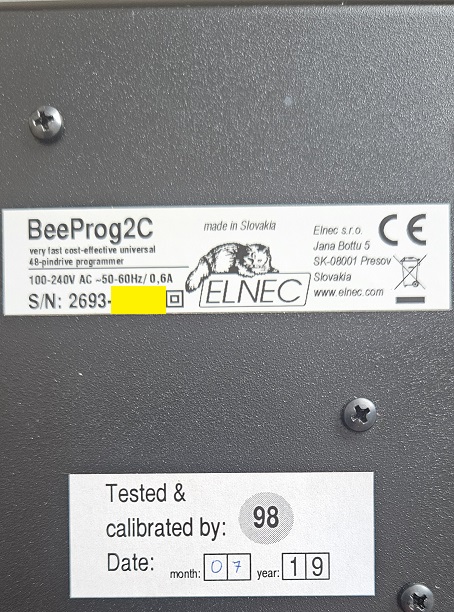 BeeProg2C
very fast cost-effective universal
48-pindrive programmer
100-240V AC ~50-60Hz/ 0,6A
S/N: 2693-
made in Slovakia
ELNEC
Elnec s.r.o.
Jana Bottu 5
SK-08001 Presov
Slovakia
www.elnec.com
CE
Tested &
calibrated by: 98
Date: month: 07 year: 19